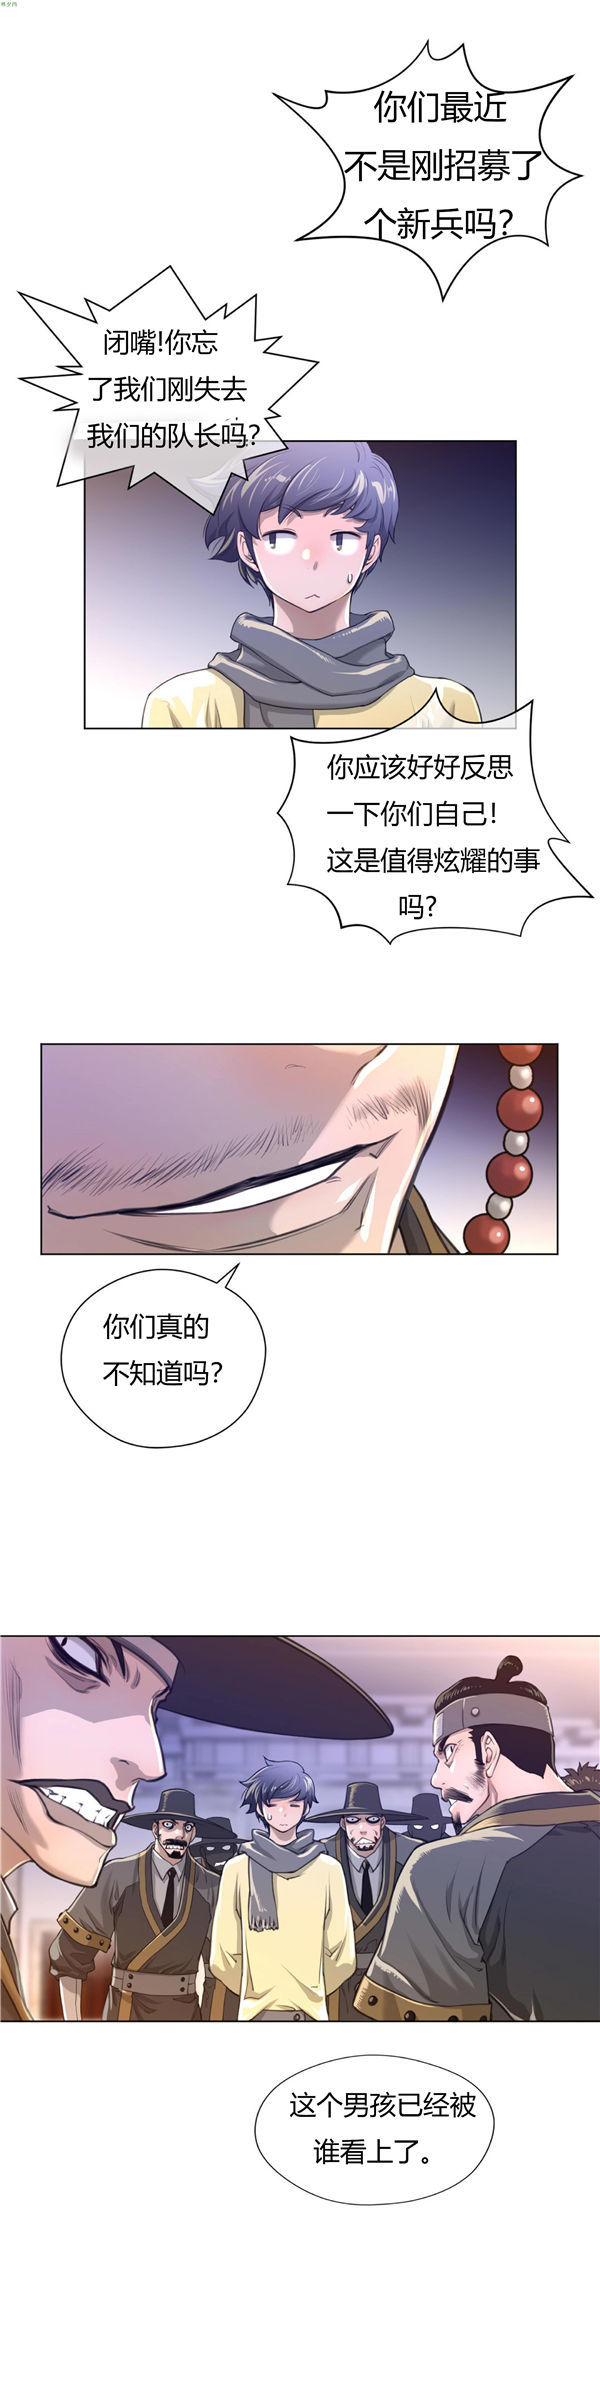 你们最近
不是刚招募了
个新兵吗?
闭嘴!你忘
了我们刚失去
我们的队长吗?
你应该好好反思
一下你们自己!
这是值得炫耀的事
吗?
你们真的
不知道吗?
这个男孩已经被
谁看上了。